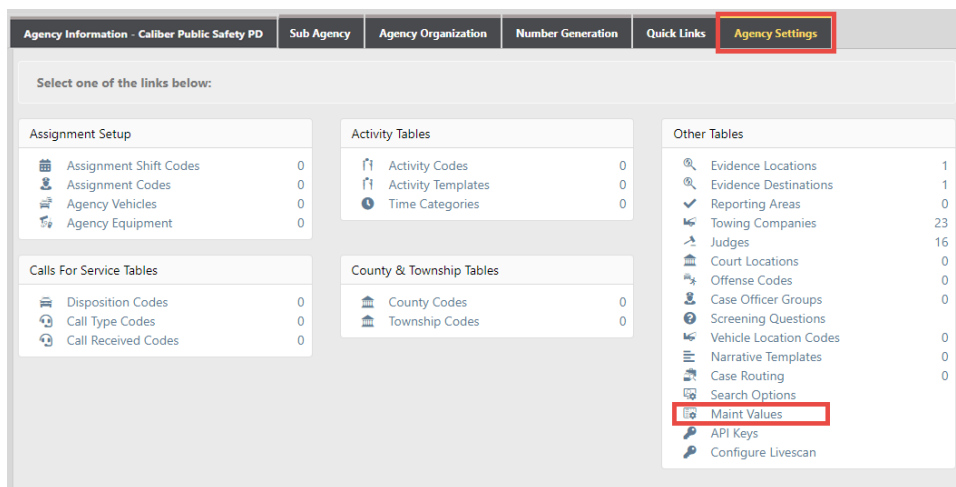 Agency Information - Caliber Public Safety PD Sub Agency Agency Organization Number Generation Quick Links Agency Settings
Select one of the links below:
Assignment Setup
Assignment Shift Codes 0
Assignment Codes 0
Agency Vehicles 0
Agency Equipment 0
Activity Tables
Activity Codes 0
Activity Templates 0
Time Categories 0
Other Tables
Evidence Locations 1
Evidence Destinations 1
Reporting Areas 0
Towing Companies 23
Judges 16
Court Locations 0
Offense Codes 0
Case Officer Groups 0
Screening Questions
Vehicle Location Codes 0
Narrative Templates 0
Case Routing 0
Search Options
Maint Values
API Keys
Configure Livescan
Calls For Service Tables
Disposition Codes 0
Call Type Codes 0
Call Received Codes 0
County & Township Tables
County Codes 0
Township Codes 0